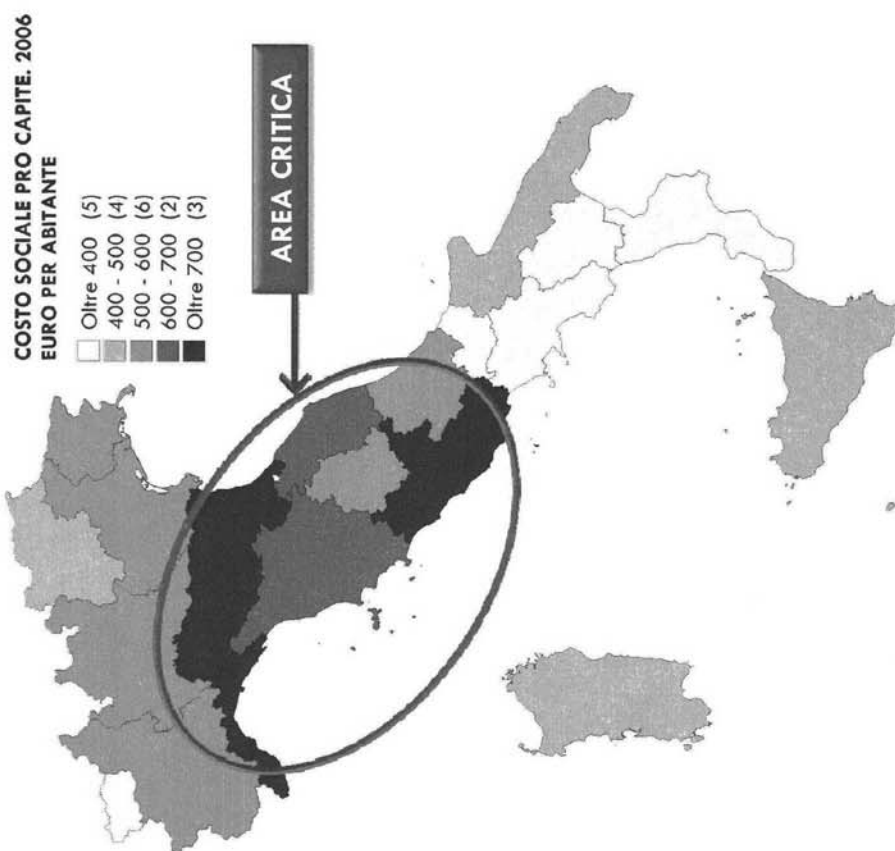 COSTO SOCIALE PRO CAPITE. 2006
EURO PER ABITANTE
Oltre 400 (5)
400 - 500 (4)
500 - 600 (6)
600 - 700 (2)
Oltre 700 (3)
AREA CRITICA